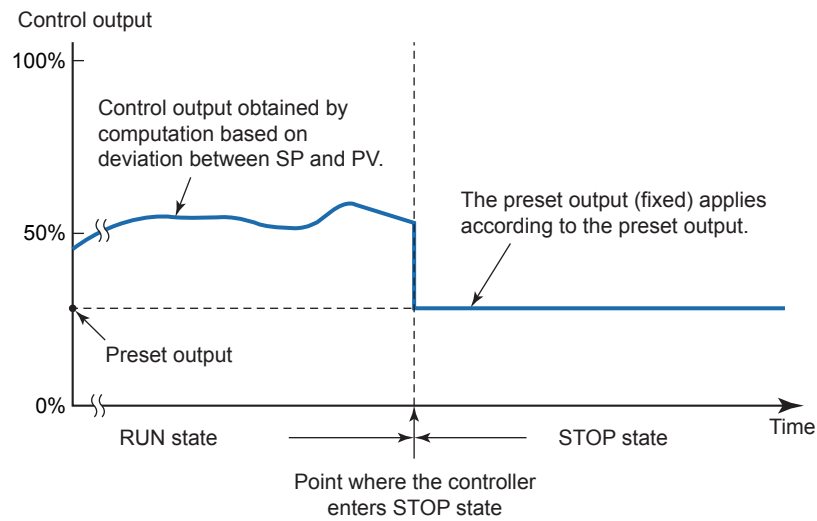 Control output
100%
Control output obtained by
computation based on
deviation between SP and PV.
The preset output (fixed) applies
according to the preset output.
50%
Preset output
0%
Time
RUN state
STOP state
Point where the controller
enters STOP state